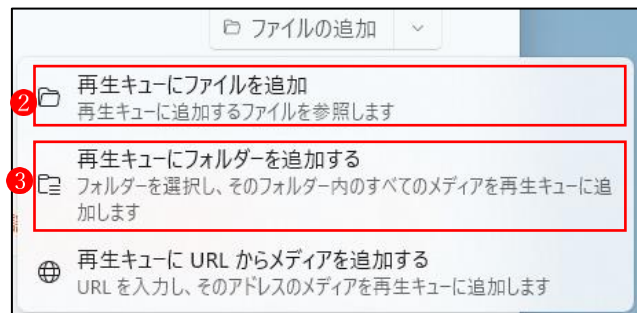 ファイルの追加
2 再生キューにファイルを追加
再生キューに追加するファイルを参照します
3 再生キューにフォルダーを追加する
フォルダーを選択し、そのフォルダー内のすべてのメディアを再生キューに追
加します
再生キューに URL からメディアを追加する
URL を入力し、そのアドレスのメディアを再生キューに追加します